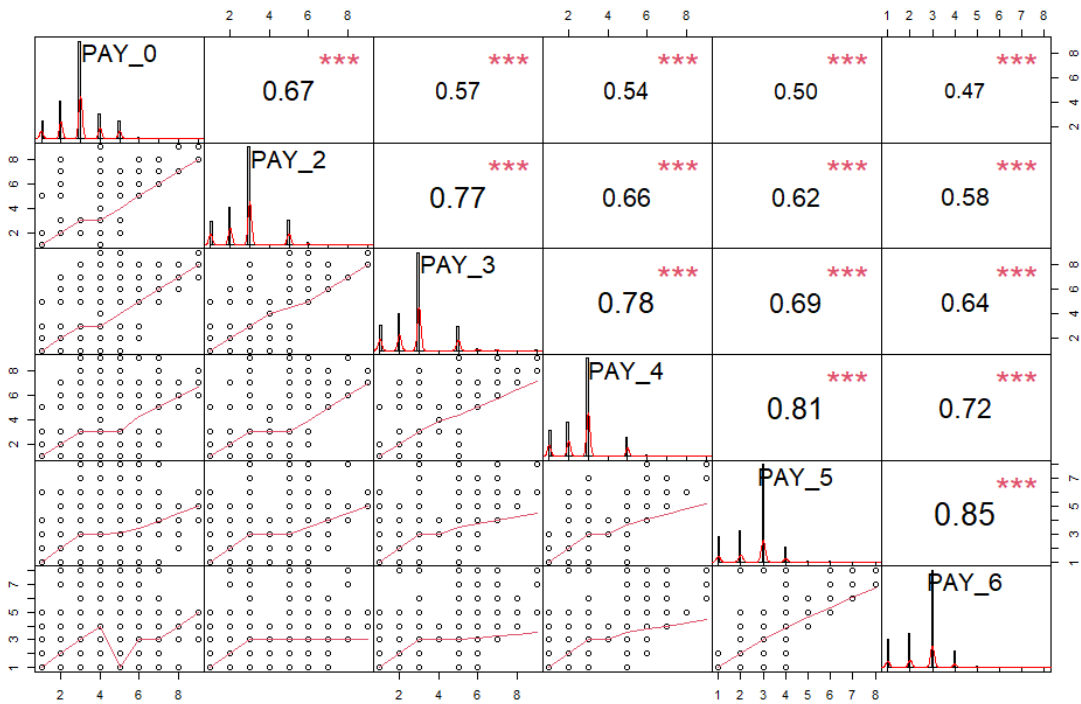 2 4 6 8 2 4 6 8 1 2 3 4 5 6 7 8
PAY_0 *** 0.67 *** 0.57 *** 0.54 *** 0.50 *** 0.47 2 4 6 8
2 4 6 8 PAY_2 *** 0.77 *** 0.66 *** 0.62 *** 0.58
PAY_3 *** 0.78 *** 0.69 *** 0.64 2 4 6 8
2 4 6 8 PAY_4 *** 0.81 *** 0.72
PAY_5 *** 0.85 1 3 5 7
1 3 5 7 PAY_6
2 4 6 8 2 4 6 8 1 2 3 4 5 6 7 8